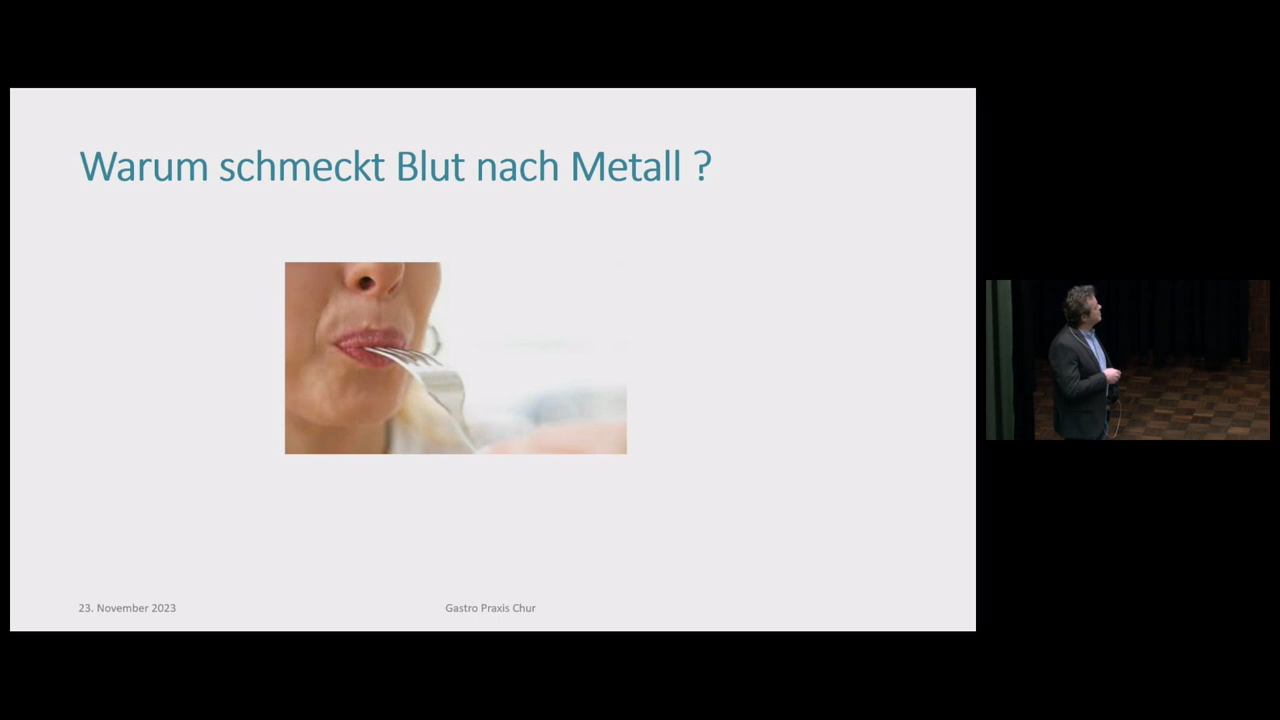 Warum schmeckt Blut nach Metall ?
23. November 2023
Gastro Praxis Chur